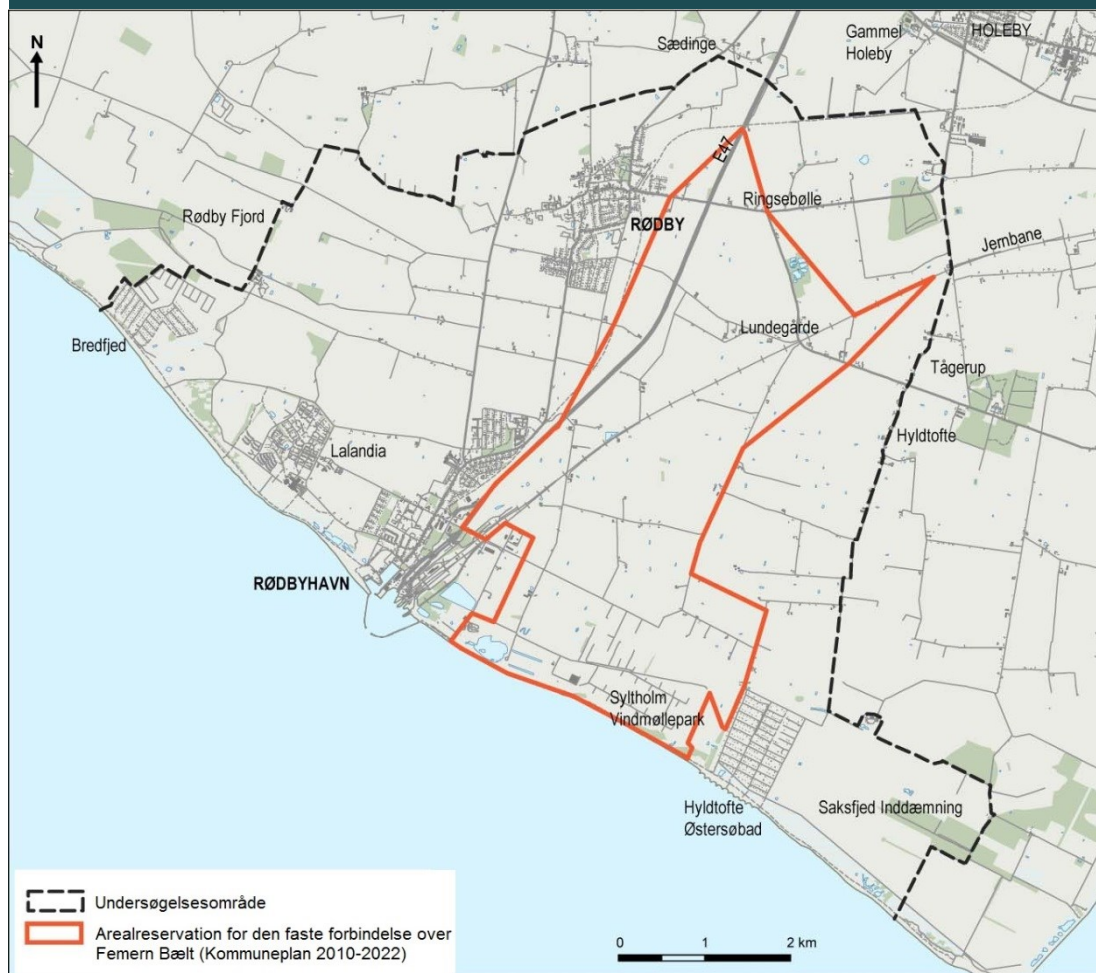 N
Sædinge
Gammel
Holeby
HOLEBY
E47
Rødby Fjord
RØDBY
Ringsebølle
Jernbane
Bredfjed
Lundegårde
Tågerup
Hyldtofte
Lalandia
RØDBYHAVN
Syltholm
Vindmøllepark
Hyldtofte
Østersøbad
Saksfjed Inddæmning
Undersøgelsesområde
Arealreservation for den faste forbindelse over
Femern Bælt (Kommuneplan 2010-2022)
0 1 2 km